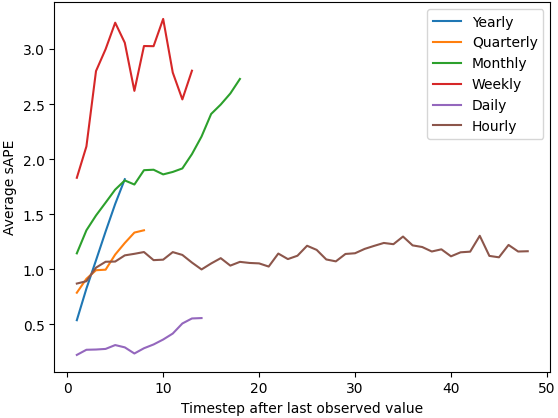 Yearly
Quarterly
Monthly
Weekly
Daily
Hourly
Average sAPE
3.0
2.5
2.0
1.5
1.0
0.5
0 10 20 30 40 50
Timestep after last observed value